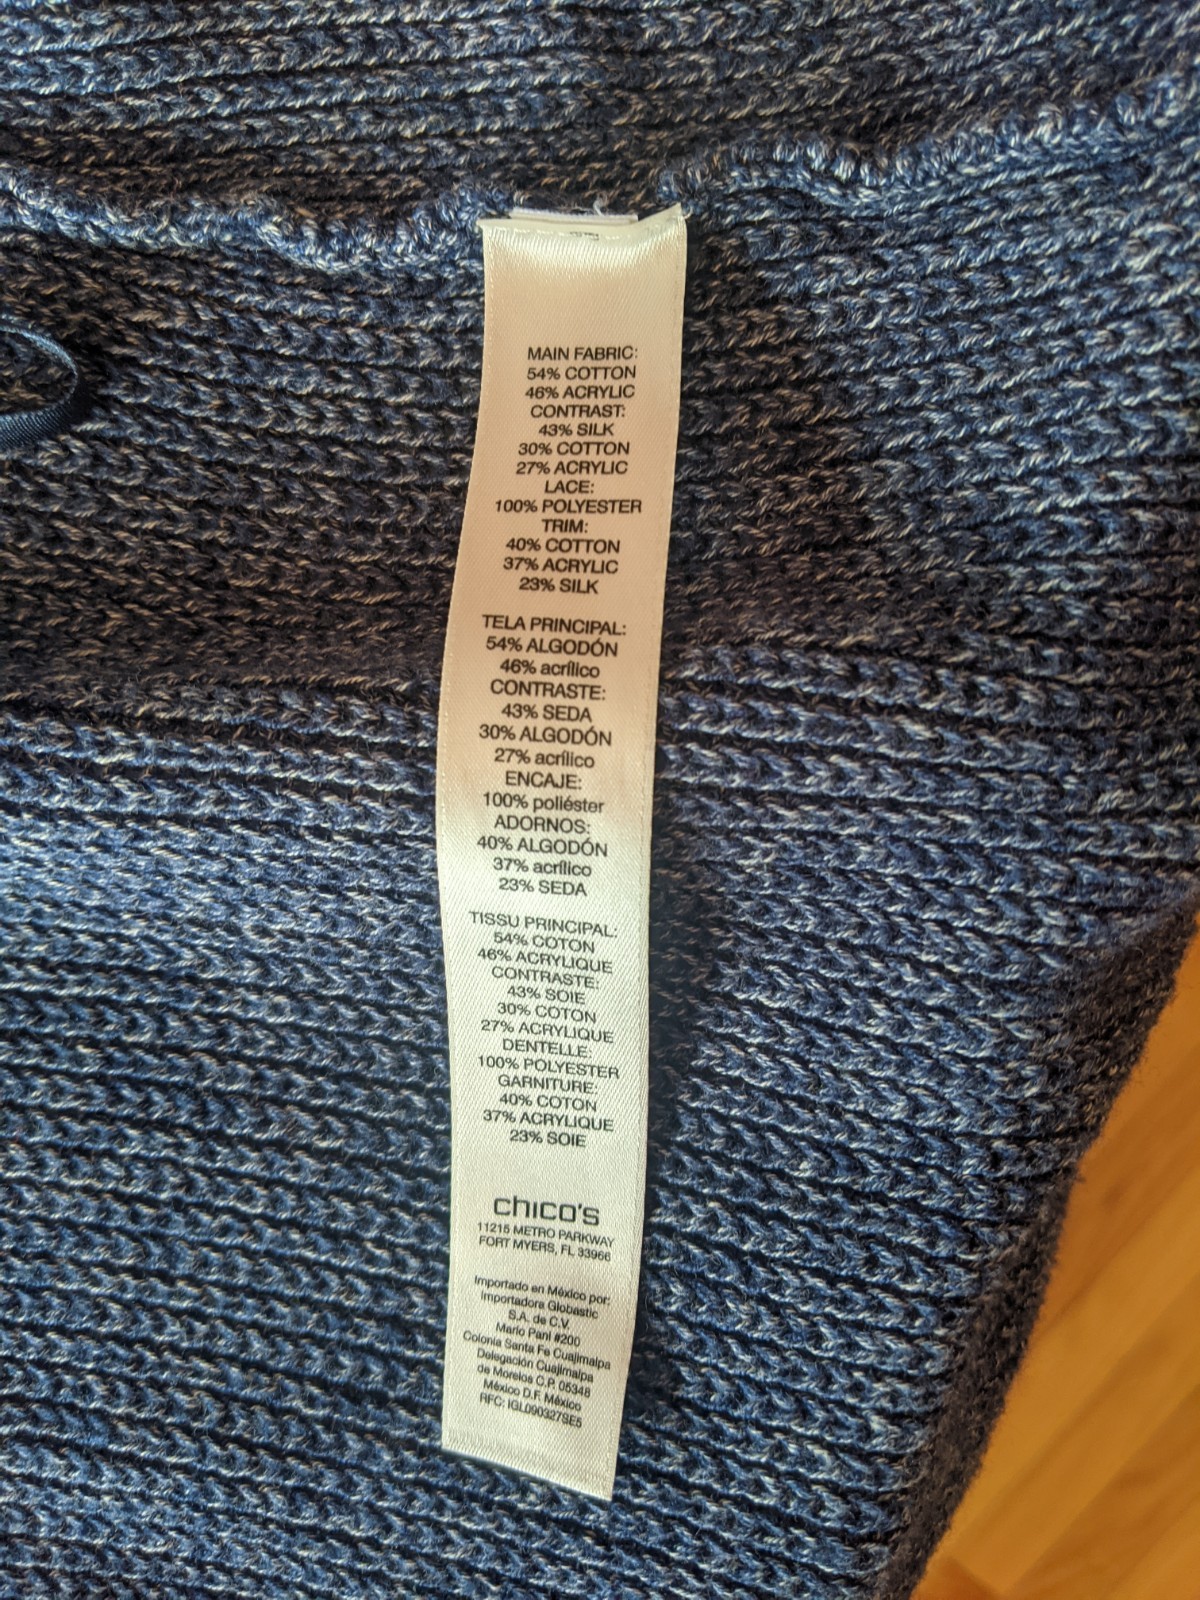 MAIN FABRIC:
54% COTTON
46% ACRYLIC
CONTRAST:
43% SILK
30% COTTON
27% ACRYLIC
LACE:
100% POLYESTER
TRIM:
40% COTTON
37% ACRYLIC
23% SILK
TELA PRINCIPAL:
54% ALGODÓN
46% acrílico
CONTRASTE:
43% SEDA
30% ALGODÓN
27% acrílico
ENCAJE:
100% poliéster
ADORNOS:
40% ALGODÓN
37% acrílico
23% SEDA
TISSU PRINCIPAL:
54% COTON
46% ACRYLIQUE
CONTRASTE:
43% SOIE
30% COTON
27% ACRYLIQUE
DENTELLE:
100% POLYESTER
GARNITURE:
40% COTON
37% ACRYLIQUE
23% SOIE
chico's
11215 METRO PARKWAY
FORT MYERS, FL 33966
Importado en México por:
Importadora Globastic
S.A. de C.V.
Mario Pani #200
Colonia Santa Fe Cuajimalpa
Delegación Cuajimalpa
de Morelos C.P. 05348
México D.F. México
RFC: IGL090327SE5